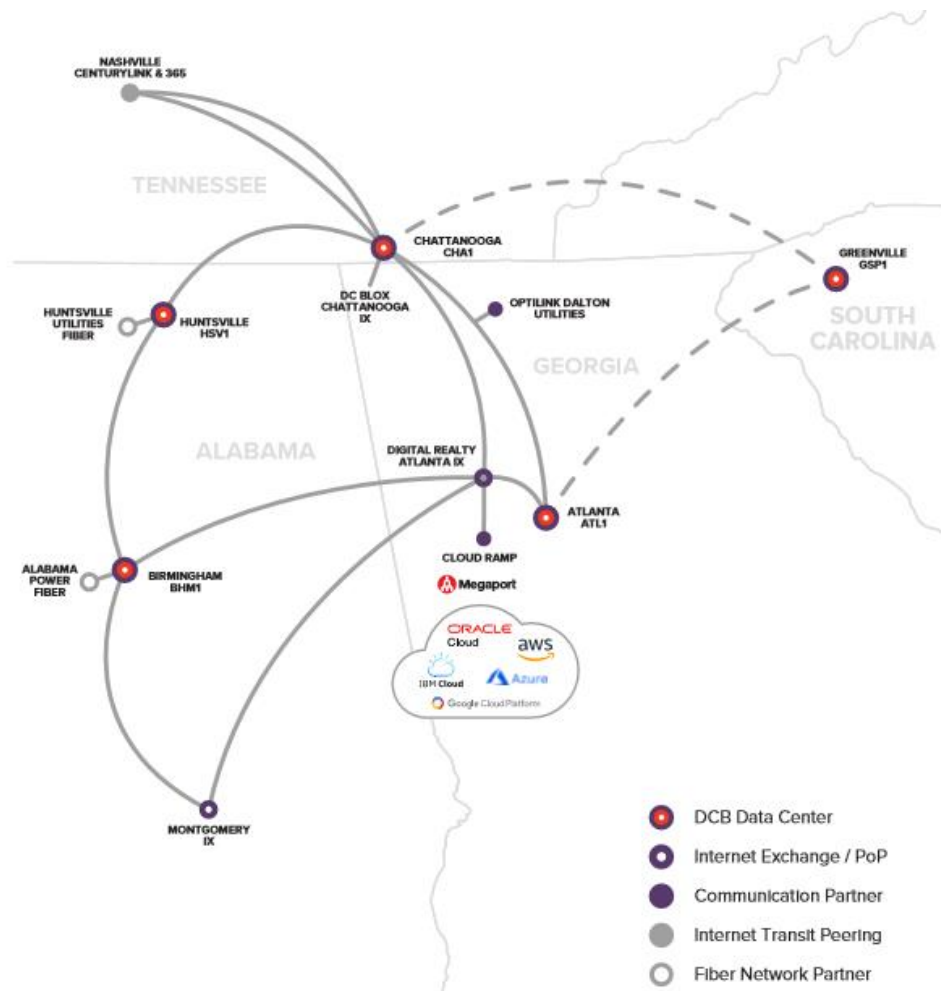 NASHVILLE
CENTURYLINK & 365
TENNESSEE
CHATTANOOGA
CHA1
GREENVILLE
GSP1
DC BLOX
CHATTANOOGA
IX
OPTILINK DALTON
UTILITIES
HUNTSVILLE
UTILITIES
FIBER
HUNTSVILLE
HSV1
SOUTH
CAROLINA
GEORGIA
ALABAMA
DIGITAL REALTY
ATLANTA IX
ATLANTA
ATL1
CLOUD RAMP
Megaport
ALABAMA
POWER
FIBER
BIRMINGHAM
BHM1
ORACLE
Cloud
aws
IBM Cloud
Azure
Google Cloud Platform
MONTGOMERY
IX
DCB Data Center
Internet Exchange / PoP
Communication Partner
Internet Transit Peering
Fiber Network Partner